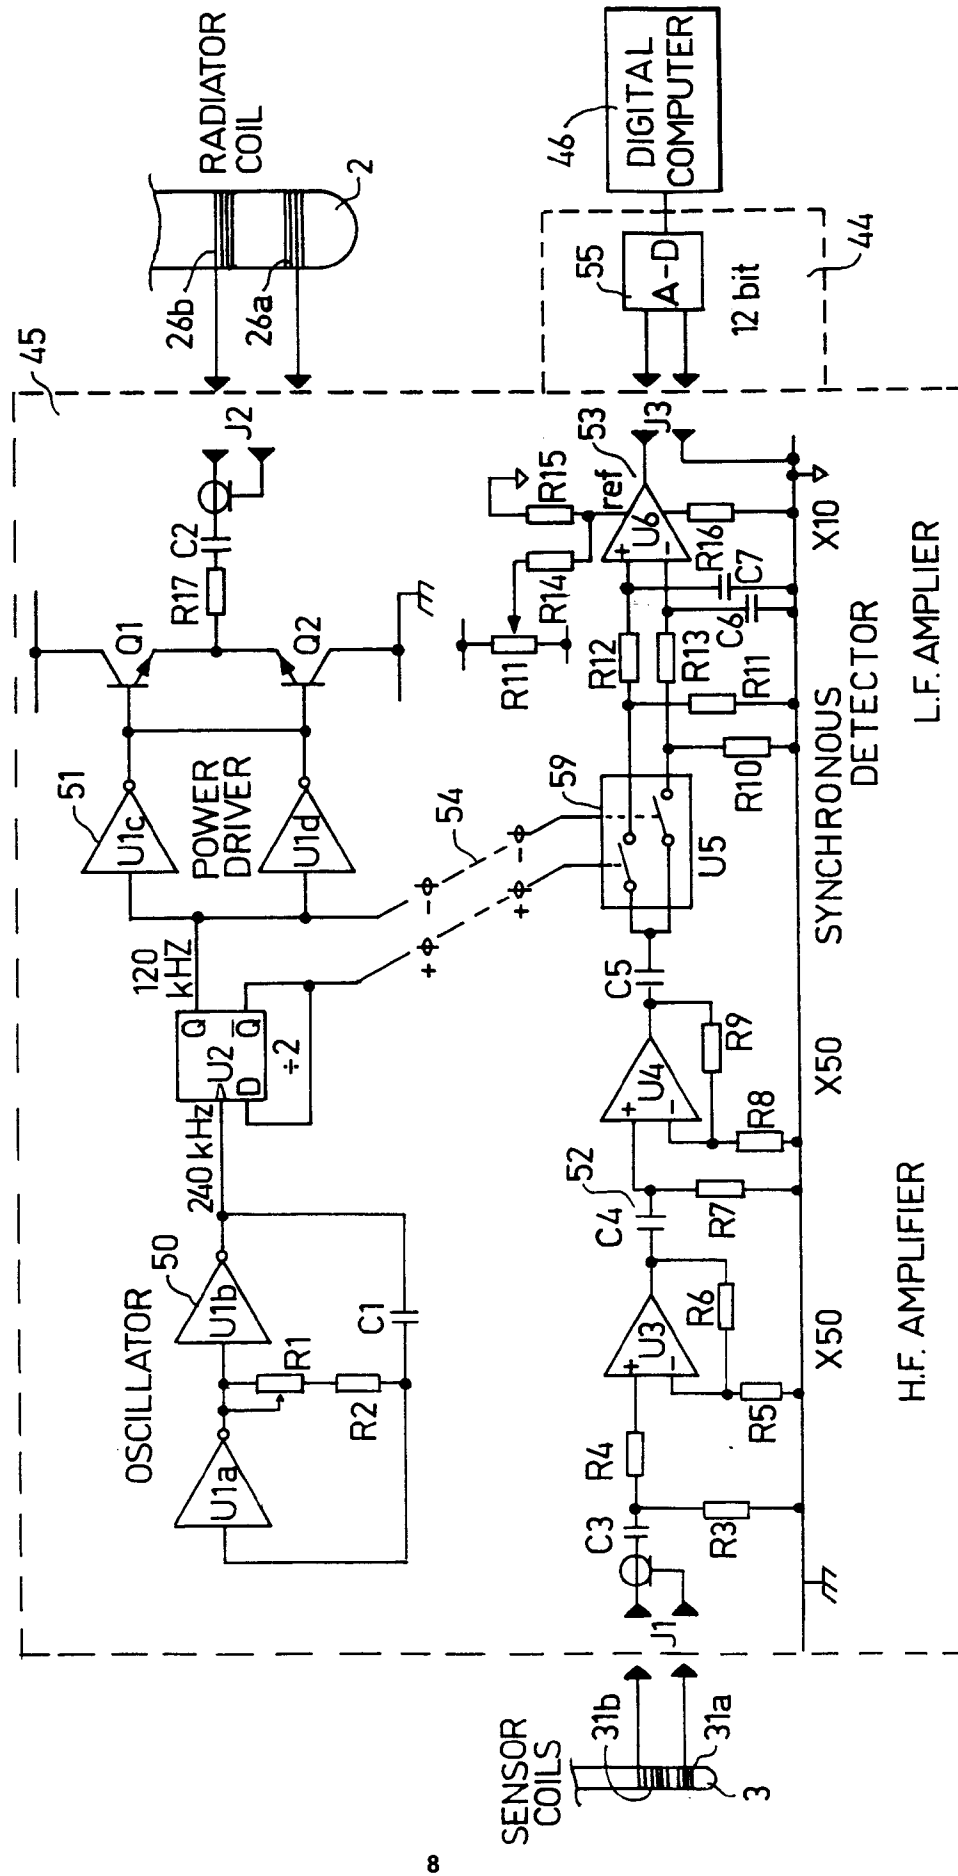 45
RADIATOR
COIL
26b
26a
2
OSCILLATOR
50
U1a
U1b
R1
R2
C1
240 kHz
U2
D
Q
Q̅
÷2
120
kHZ
51
U1c
POWER
DRIVER
U1d
Q1
Q2
R17
C2
J2
54
+
-
+
-
SENSOR
COILS
31b
31a
3
J1
C3
R3
R4
+
-
U3
R5
R6
52
C4
R7
+
-
U4
R8
R9
C5
59
U5
R10
R11
R12
R13
C6
C7
R16
R11
R14
R15
ref
53
+
-
U6
J3
55
A-D
12 bit
44
46
DIGITAL
COMPUTER
X50
X50
X10
H.F. AMPLIFIER
SYNCHRONOUS
DETECTOR
L.F. AMPLIER
8